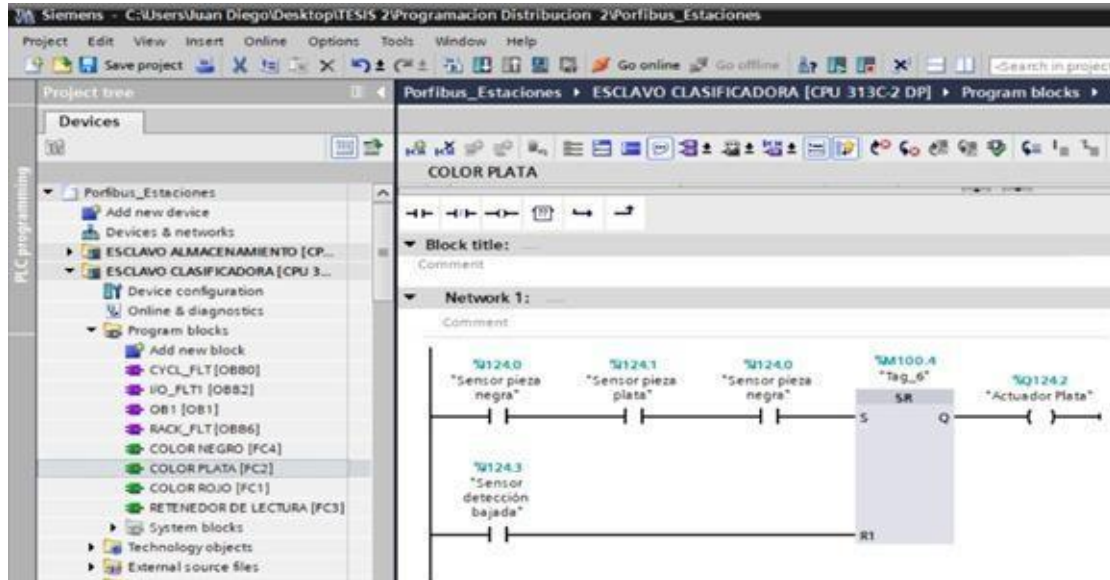 Siemens - C:\Users\Juan Diego\Desktop\TESIS 2\Programacion Distribucion 2\Porfibus_Estaciones
Project Edit View Insert Online Options Tools Window Help
Save project Go online Go offline <Search in project
Project tree
Porfibus_Estaciones ▸ ESCLAVO CLASIFICADORA [CPU 313C-2 DP] ▸ Program blocks ▸
Devices
PLC programming
COLOR PLATA
Porfibus_Estaciones
Add new device
Devices & networks
ESCLAVO ALMACENAMIENTO [CP...
ESCLAVO CLASIFICADORA [CPU 3...
Device configuration
Online & diagnostics
Program blocks
Add new block
CYCL_FLT [OB80]
I/O_FLT1 [OB82]
OB1 [OB1]
RACK_FLT [OB86]
COLOR NEGRO [FC4]
COLOR PLATA [FC2]
COLOR ROJO [FC1]
RETENEDOR DE LECTURA [FC3]
System blocks
Technology objects
External source files
Block title:
Comment
Network 1:
Comment
%I124.0
"Sensor pieza
negra"
%I124.1
"Sensor pieza
plata"
%I124.0
"Sensor pieza
negra"
%M100.4
"Tag_6"
SR
S Q
%Q124.2
"Actuador Plata"
%I124.3
"Sensor
detección
bajada"
R1